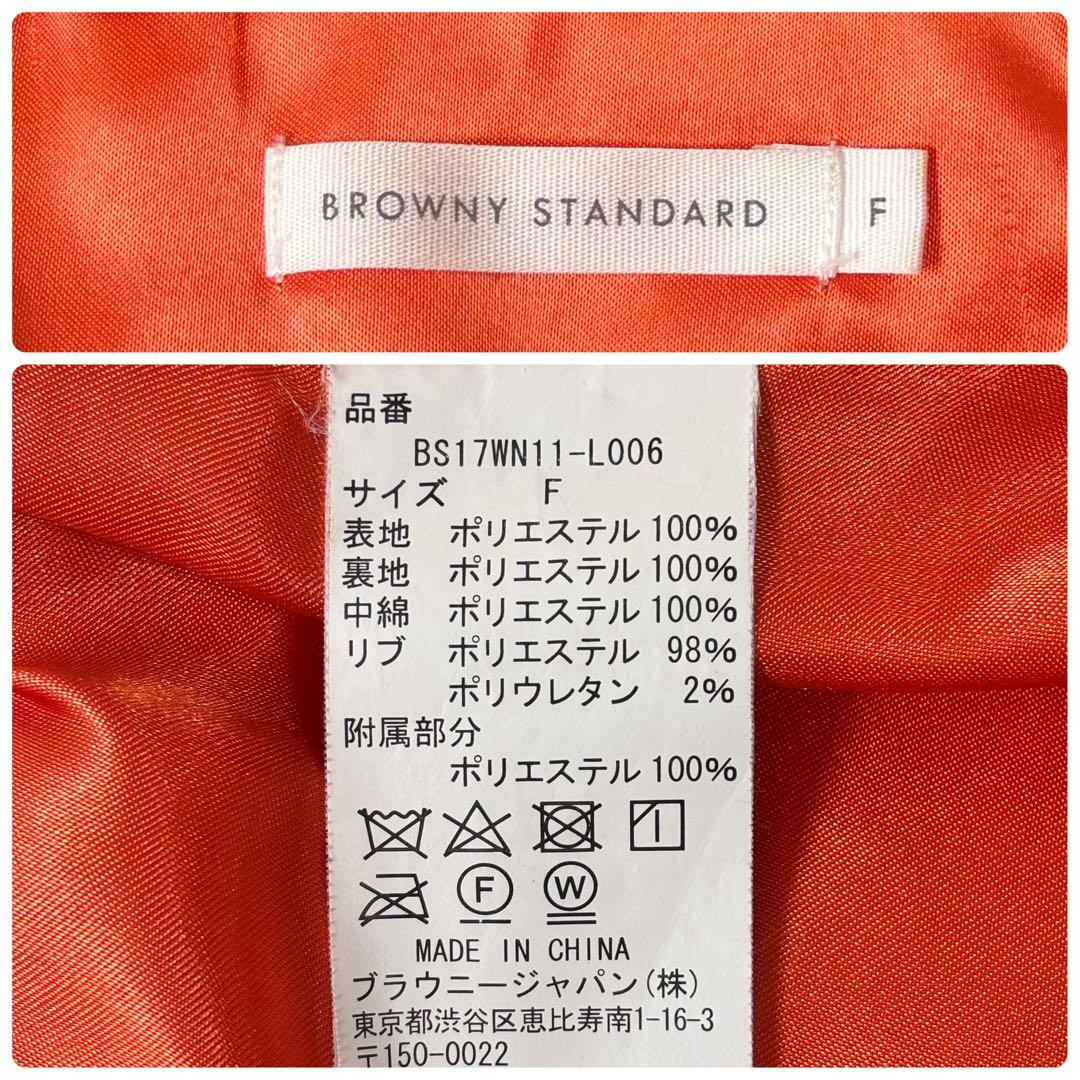 BROWNY STANDARD F
品番
BS17WN11-L006
サイズ F
表地 ポリエステル 100%
裏地 ポリエステル 100%
中綿 ポリエステル 100%
リブ ポリエステル 98%
ポリウレタン 2%
附属部分
ポリエステル 100%
F W
MADE IN CHINA
ブラウニージャパン(株)
東京都渋谷区恵比寿南1-16-3
〒150-0022